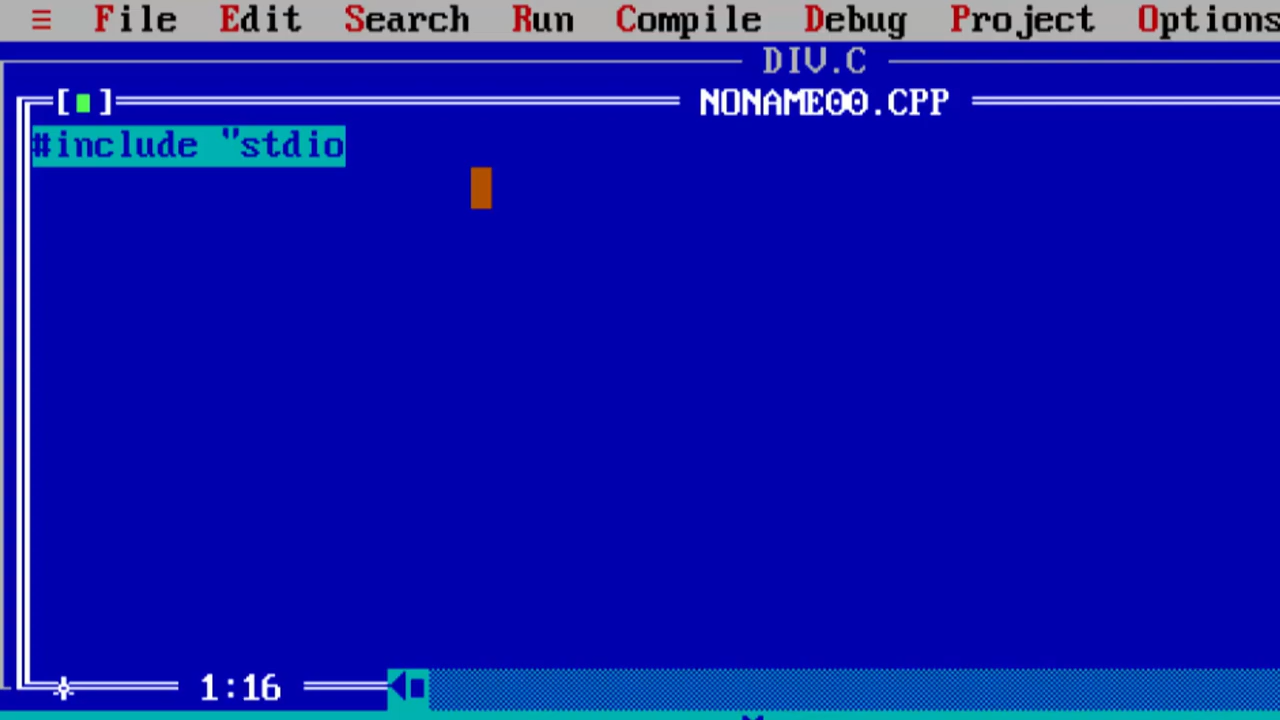 ≡ File Edit Search Run Compile Debug Project Options
DIV.C
[■] NONAME00.CPP
#include "stdio
1:16